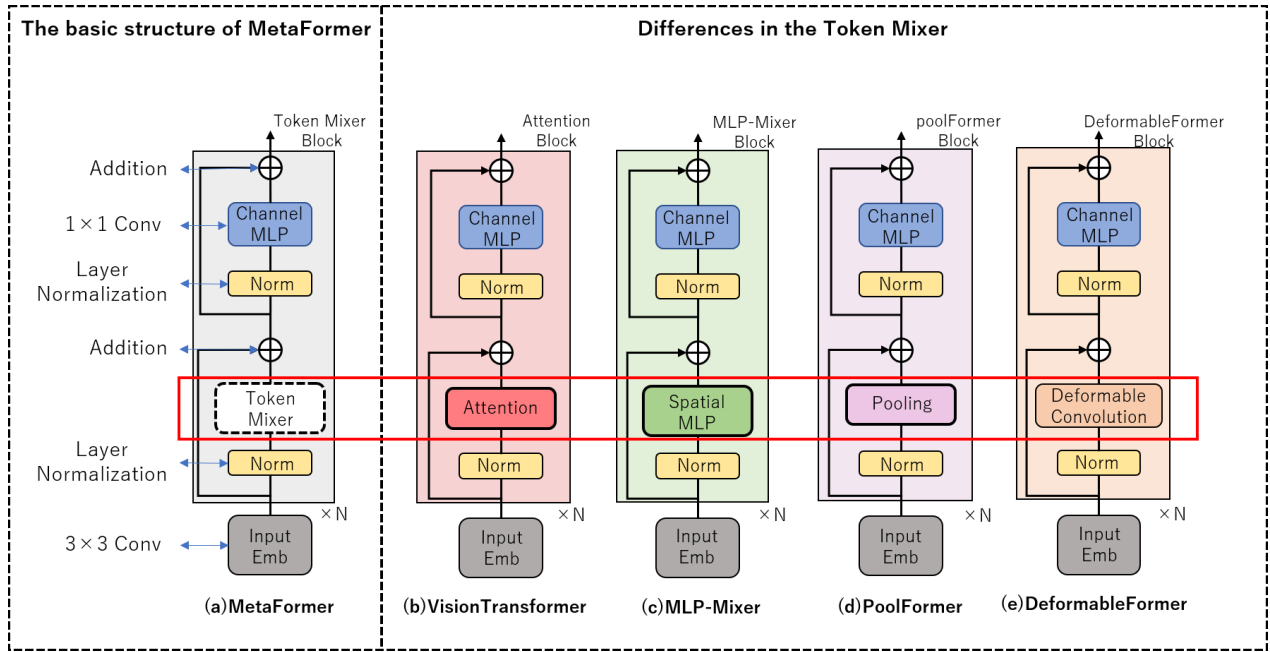 The basic structure of MetaFormer
Differences in the Token Mixer
Token Mixer
Block
Addition
1×1 Conv
Channel
MLP
Layer
Normalization
Norm
Addition
Token
Mixer
Layer
Normalization
Norm
×N
3×3 Conv
Input
Emb
(a)MetaFormer
Attention
Block
Channel
MLP
Norm
Attention
Norm
×N
Input
Emb
(b)VisionTransformer
MLP-Mixer
Block
Channel
MLP
Norm
Spatial
MLP
Norm
×N
Input
Emb
(c)MLP-Mixer
poolFormer
Block
Channel
MLP
Norm
Pooling
Norm
×N
Input
Emb
(d)PoolFormer
DeformableFormer
Block
Channel
MLP
Norm
Deformable
Convolution
Norm
×N
Input
Emb
(e)DeformableFormer